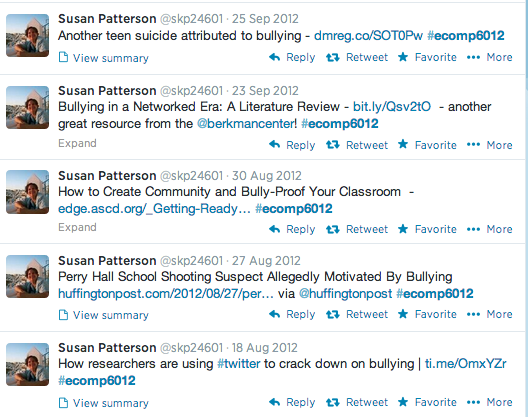 Susan Patterson @skp24601 · 25 Sep 2012
Another teen suicide attributed to bullying - dmreg.co/SOT0Pw #ecomp6012
View summary Reply Retweet Favorite More
Susan Patterson @skp24601 · 23 Sep 2012
Bullying in a Networked Era: A Literature Review - bit.ly/Qsv2tO - another
great resource from the @berkmancenter! #ecomp6012
Expand Reply Retweet Favorite More
Susan Patterson @skp24601 · 30 Aug 2012
How to Create Community and Bully-Proof Your Classroom -
edge.ascd.org/_Getting-Ready… #ecomp6012
Expand Reply Retweet Favorite More
Susan Patterson @skp24601 · 27 Aug 2012
Perry Hall School Shooting Suspect Allegedly Motivated By Bullying
huffingtonpost.com/2012/08/27/per… via @huffingtonpost #ecomp6012
View summary Reply Retweet Favorite More
Susan Patterson @skp24601 · 18 Aug 2012
How researchers are using #twitter to crack down on bullying | ti.me/OmxYZr
#ecomp6012
View summary Reply Retweet Favorite More